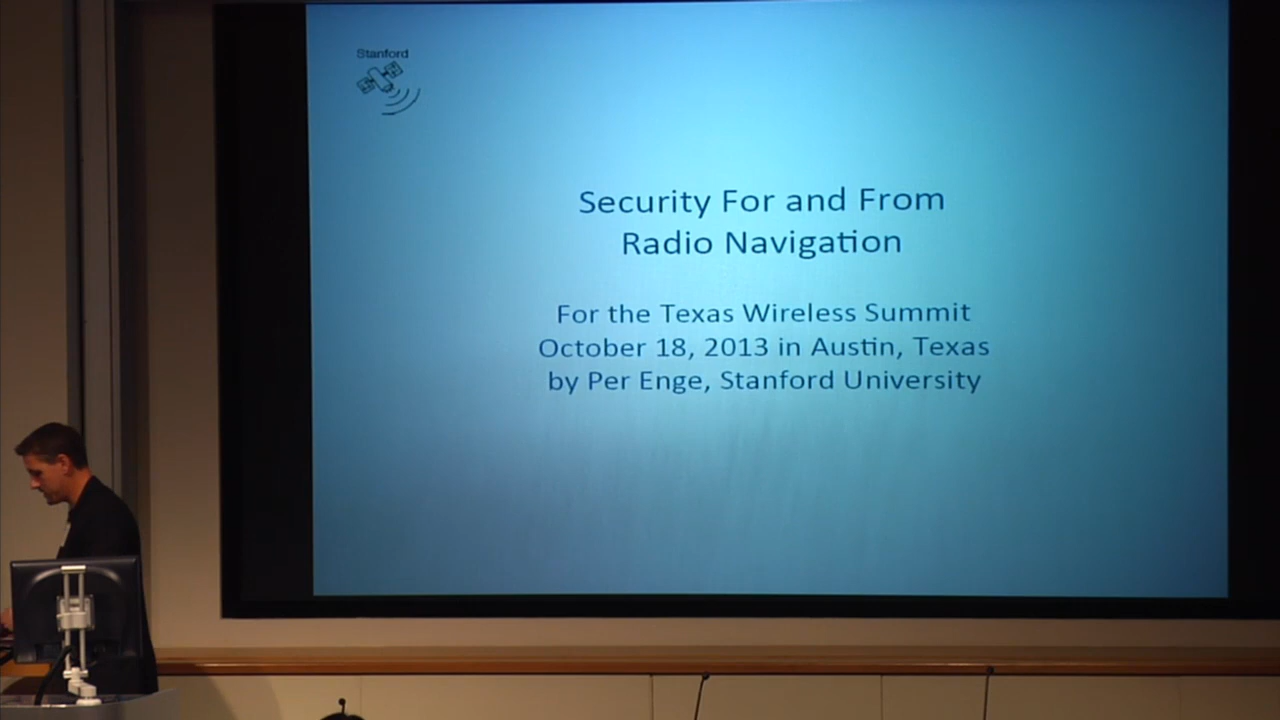 Stanford
Security For and From
Radio Navigation
For the Texas Wireless Summit
October 18, 2013 in Austin, Texas
by Per Enge, Stanford University